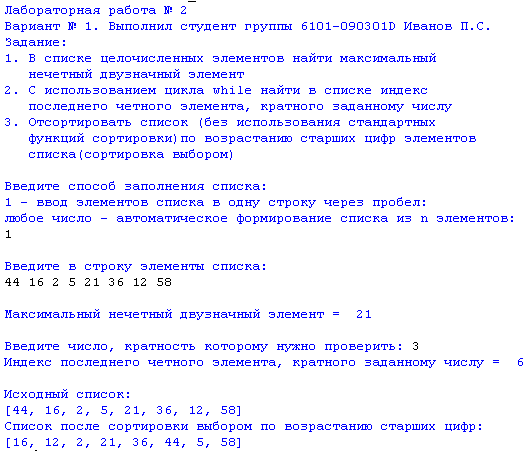 Лабораторная работа № 2
Вариант № 1. Выполнил студент группы 6101-090301D Иванов П.С.
Задание:
1. В списке целочисленных элементов найти максимальный
нечетный двузначный элемент
2. С использованием цикла while найти в списке индекс
последнего четного элемента, кратного заданному числу
3. Отсортировать список (без использования стандартных
функций сортировки)по возрастанию старших цифр элементов
списка(сортировка выбором)
Введите способ заполнения списка:
1 - ввод элементов списка в одну строку через пробел:
любое число - автоматическое формирование списка из n элементов:
1
Введите в строку элементы списка:
44 16 2 5 21 36 12 58
Максимальный нечетный двузначный элемент =  21
Введите число, кратность которому нужно проверить: 3
Индекс последнего четного элемента, кратного заданному числу =  6
Исходный список:
[44, 16, 2, 5, 21, 36, 12, 58]
Список после сортировки выбором по возрастанию старших цифр:
[16, 12, 2, 21, 36, 44, 5, 58]